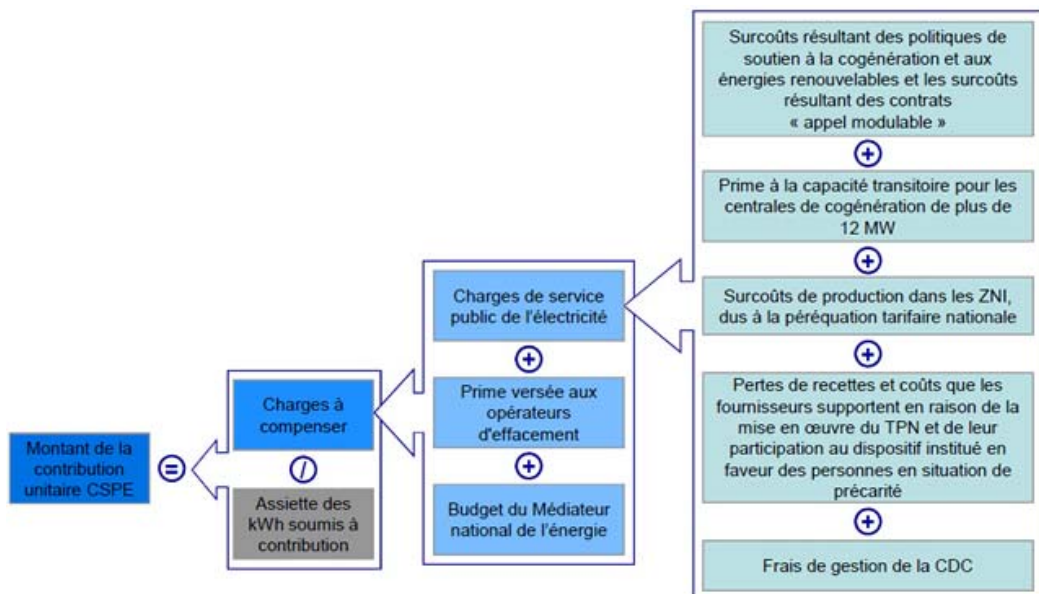 Montant de la
contribution
unitaire CSPE
=
Charges à
compenser
/
Assiette des
kWh soumis à
contribution
Charges de service
public de l'électricité
+
Prime versée aux
opérateurs
d'effacement
+
Budget du Médiateur
national de l'énergie
Surcoûts résultant des politiques de
soutien à la cogénération et aux
énergies renouvelables et les surcoûts
résultant des contrats
« appel modulable »
+
Prime à la capacité transitoire pour les
centrales de cogénération de plus de
12 MW
+
Surcoûts de production dans les ZNI,
dus à la péréquation tarifaire nationale
+
Pertes de recettes et coûts que les
fournisseurs supportent en raison de la
mise en œuvre du TPN et de leur
participation au dispositif institué en
faveur des personnes en situation de
précarité
+
Frais de gestion de la CDC